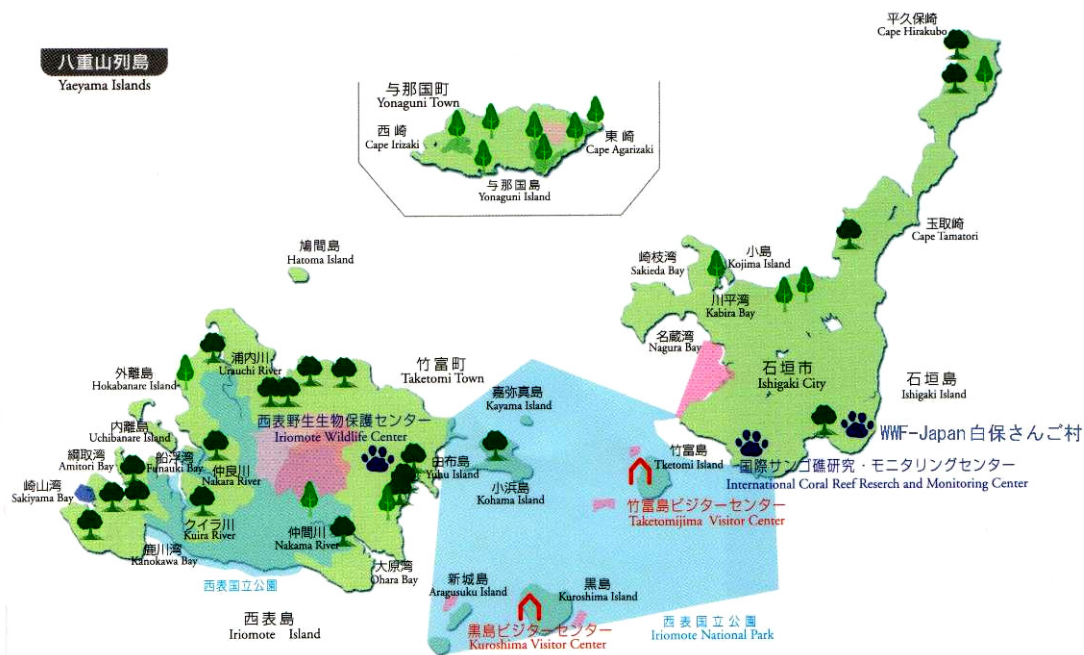 八重山列島
Yaeyama Islands
与那国町
Yonaguni Town
西崎
Cape Irizaki
東崎
Cape Agarizaki
与那国島
Yonaguni Island
平久保崎
Cape Hirakubo
玉取崎
Cape Tamatori
鳩間島
Hatoma Island
崎枝湾
Sakieda Bay
小島
Kojima Island
川平湾
Kabira Bay
名蔵湾
Nagura Bay
石垣市
Ishigaki City
石垣島
Ishigaki Island
外離島
Hokabanare Island
浦内川
Urauchi River
竹富町
Taketomi Town
嘉弥真島
Kayama Island
内離島
Uchibanare Island
西表野生生物保護センター
Iriomote Wildlife Center
WWF-Japan白保さんご村
網取湾
Amitori Bay
船浮湾
Funauki Bay
仲良川
Nakara River
由布島
Yubu Island
小浜島
Kohama Island
竹富島
Tketomi Island
国際サンゴ礁研究・モニタリングセンター
International Coral Reef Reserch and Monitoring Center
崎山湾
Sakiyama Bay
クイラ川
Kuira River
仲間川
Nakama River
竹富島ビジターセンター
Taketomijima Visitor Center
鹿川湾
Kanokawa Bay
大原湾
Ohara Bay
西表国立公園
新城島
Aragusuku Island
黒島
Kuroshima Island
西表島
Iriomote Island
黒島ビジターセンター
Kuroshima Visitor Center
西表国立公園
Iriomote National Park